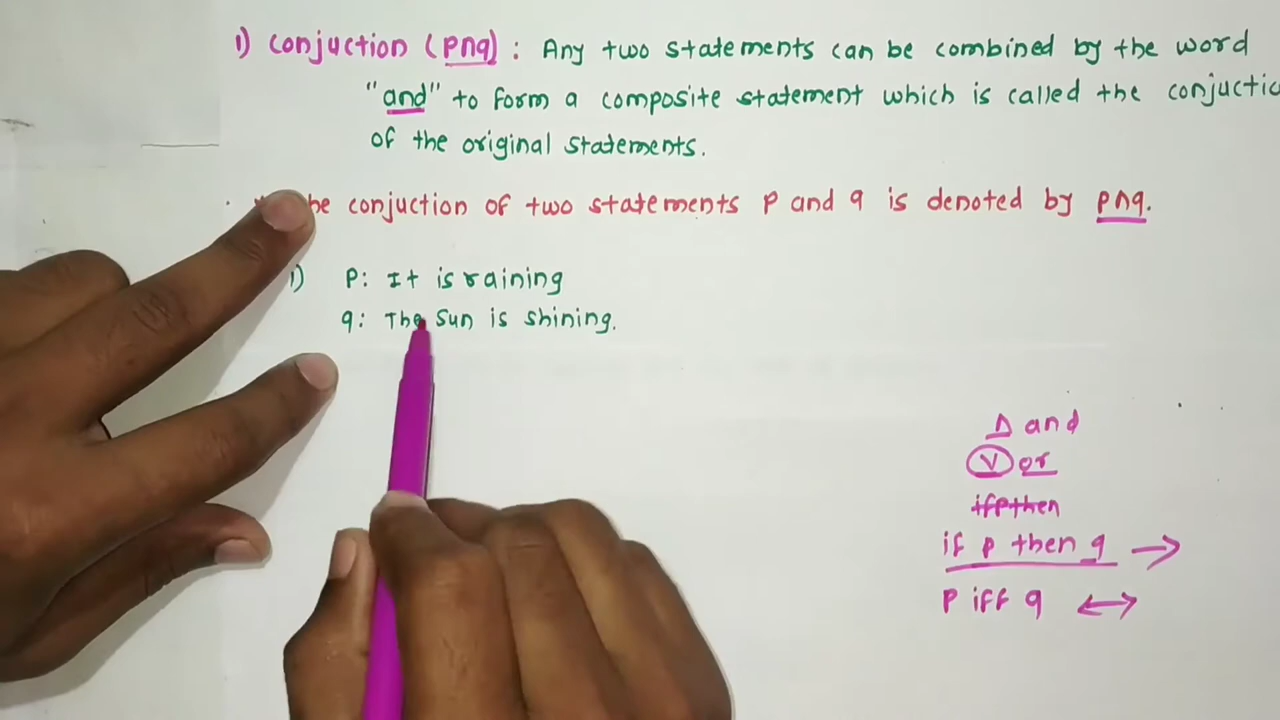 1) conjuction (p∩q) : Any two statements can be combined by the word
"and" to form a composite statement which is called the conjuctio
of the original statements.
he conjuction of two statements p and q is denoted by p∧q.
1) P: It is raining
q: The Sun is shining.
∧ and
∨ or
if p then
if p then q →
P iff q ↔